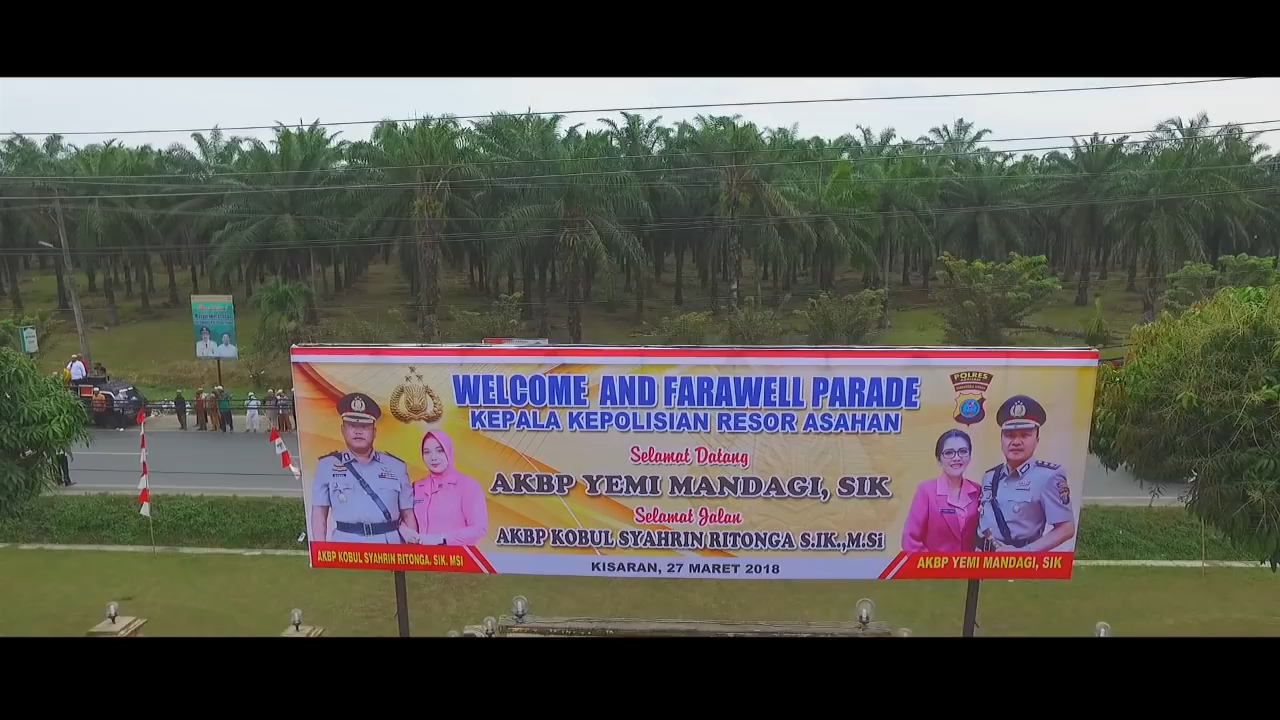 WELCOME AND FARAWELL PARADE
KEPALA KEPOLISIAN RESOR ASAHAN
POLRES
Selamat Datang
AKBP YEMI MANDAGI, SIK
Selamat Jalan
AKBP KOBUL SYAHRIN RITONGA S.IK.,M.Si
KISARAN, 27 MARET 2018
AKBP KOBUL SYAHRIN RITONGA. SIK. MSI
AKBP YEMI MANDAGI, SIK